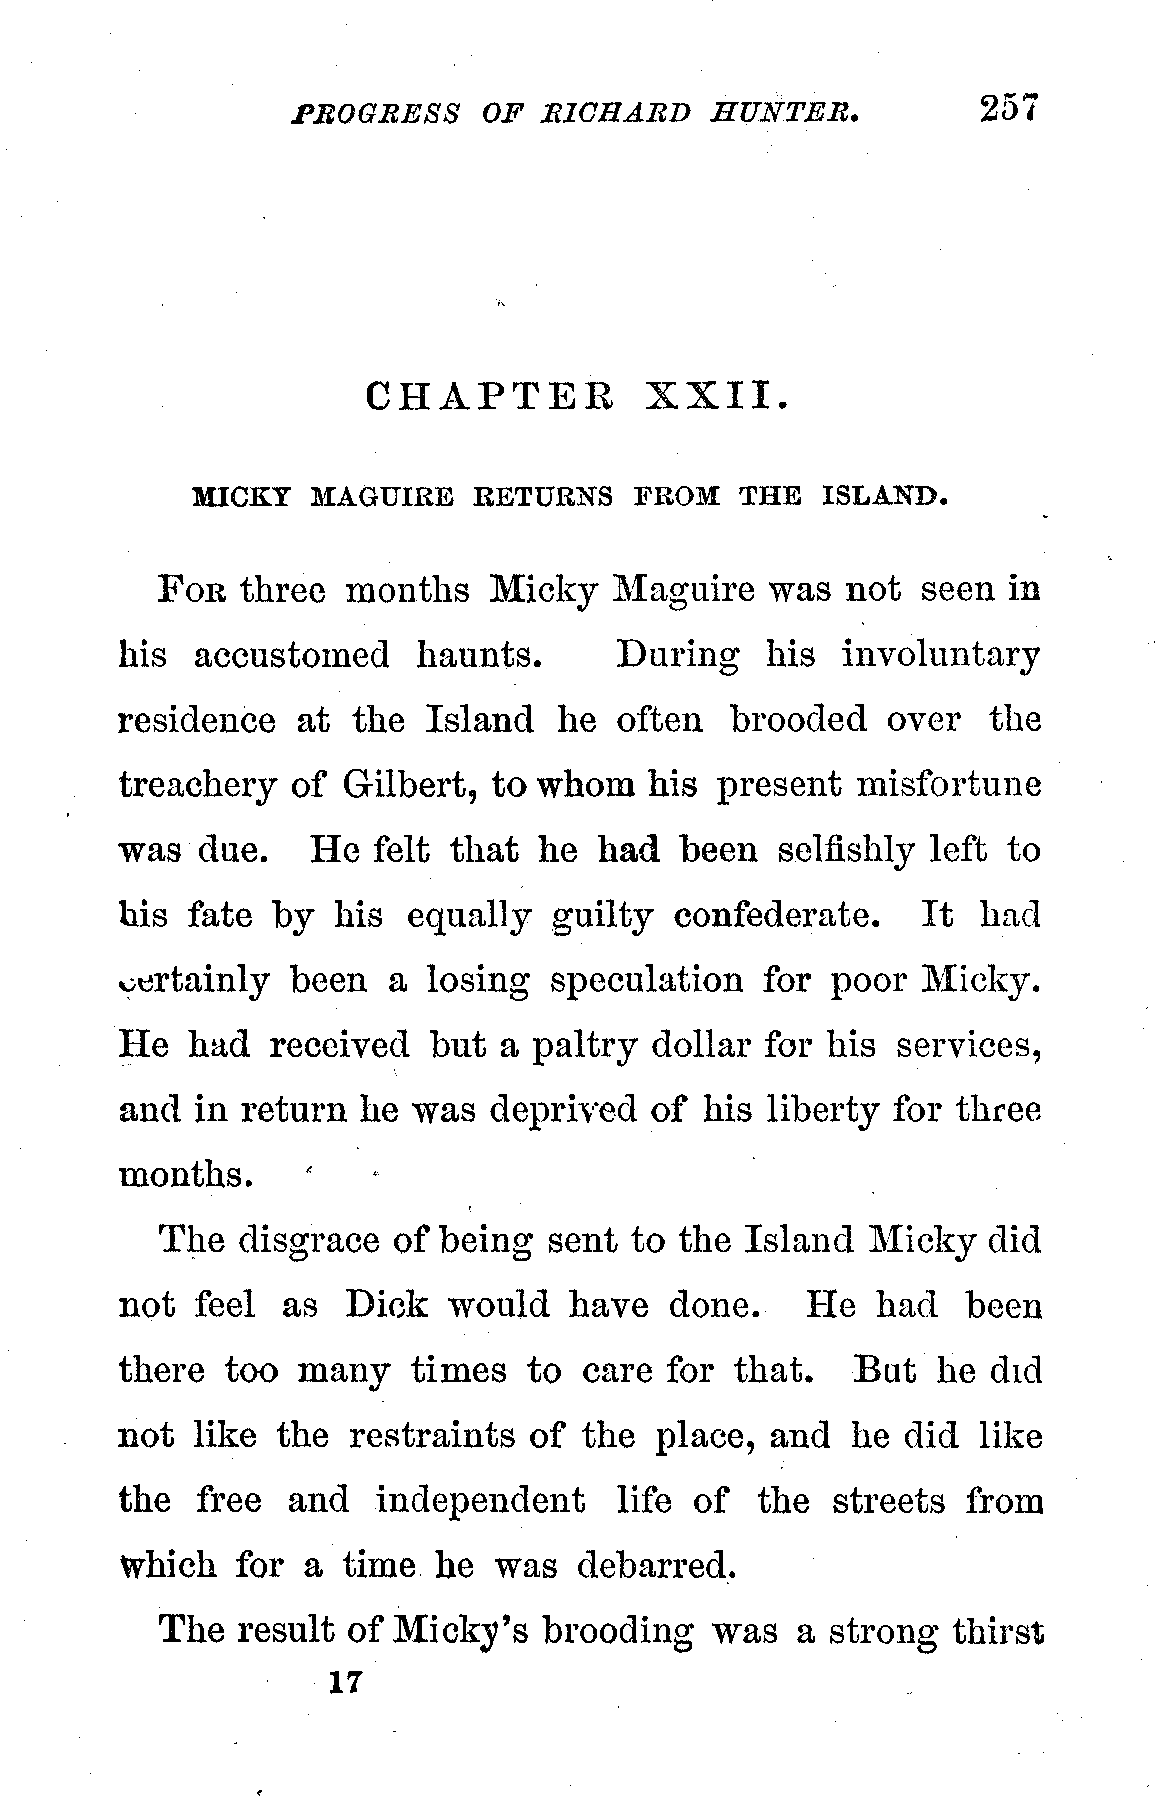 PROGRESS OF RICHARD HUNTER. 257
CHAPTER XXII.
MICKY MAGUIRE RETURNS FROM THE ISLAND.
FOR three months Micky Maguire was not seen in
his accustomed haunts. During his involuntary
residence at the Island he often brooded over the
treachery of Gilbert, to whom his present misfortune
was due. He felt that he had been selfishly left to
his fate by his equally guilty confederate. It had
certainly been a losing speculation for poor Micky.
He had received but a paltry dollar for his services,
and in return he was deprived of his liberty for three
months.
The disgrace of being sent to the Island Micky did
not feel as Dick would have done. He had been
there too many times to care for that. But he did
not like the restraints of the place, and he did like
the free and independent life of the streets from
which for a time he was debarred.
The result of Micky's brooding was a strong thirst
17